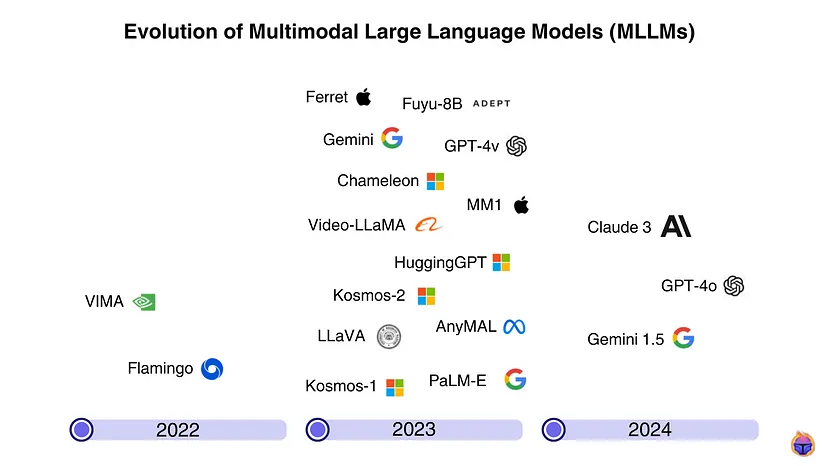 Evolution of Multimodal Large Language Models (MLLMs)
Ferret
Fuyu-8B ADEPT
Gemini
GPT-4v
Chameleon
MM1
Video-LLaMA
Claude 3
HuggingGPT
GPT-4o
Kosmos-2
VIMA
AnyMAL
LLaVA
Gemini 1.5
Flamingo
Kosmos-1
PaLM-E
2022
2023
2024